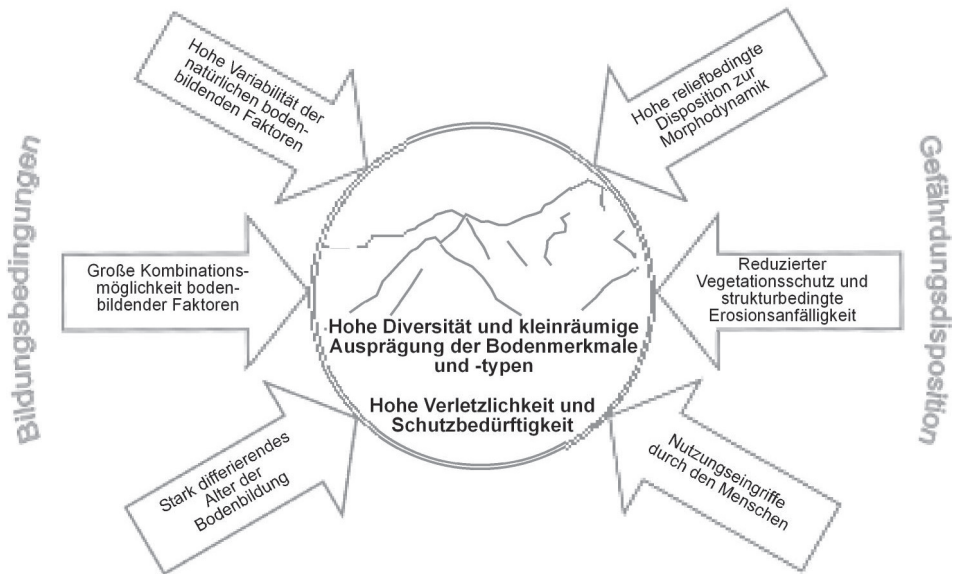 Bildungsbedingungen
Hohe Variabilität der
natürlichen boden-
bildenden Faktoren
Große Kombinations-
möglichkeit boden-
bildender Faktoren
Stark differierendes
Alter der
Bodenbildung
Hohe Diversität und kleinräumige
Ausprägung der Bodenmerkmale
und -typen
Hohe Verletzlichkeit und
Schutzbedürftigkeit
Hohe reliefbedingte
Disposition zur
Morphodynamik
Reduzierter
Vegetationsschutz und
strukturbedingte
Erosionsanfälligkeit
Nutzungseingriffe
durch den Menschen
Gefährdungsdisposition